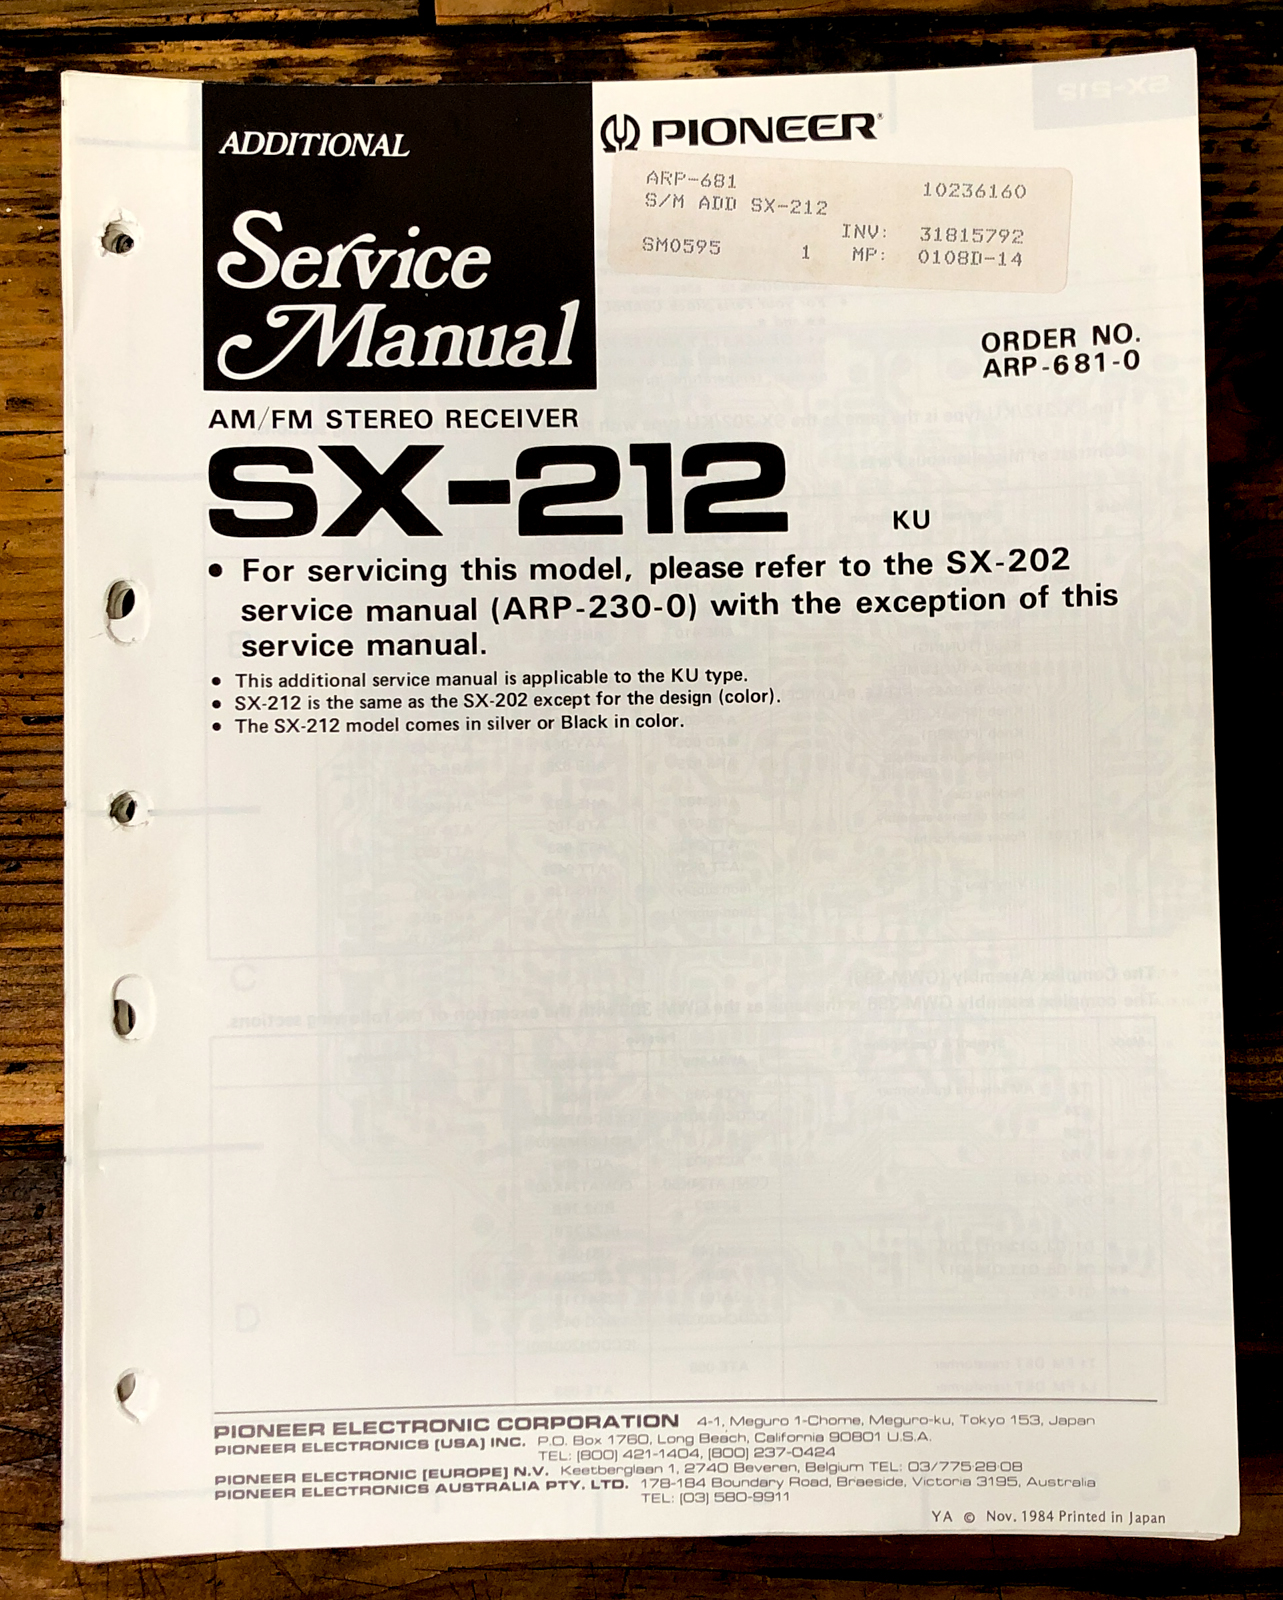 ADDITIONAL
Service
Manual
PIONEER
ARP-681 10236160
S/M ADD SX-212
INV: 31815792
SM0595 1 MP: 0108D-14
ORDER NO.
ARP-681-0
AM/FM STEREO RECEIVER
SX-212 KU
• For servicing this model, please refer to the SX-202
service manual (ARP-230-0) with the exception of this
service manual.
• This additional service manual is applicable to the KU type.
• SX-212 is the same as the SX-202 except for the design (color).
• The SX-212 model comes in silver or Black in color.
PIONEER ELECTRONIC CORPORATION 4-1, Meguro 1-Chome, Meguro-ku, Tokyo 153, Japan
PIONEER ELECTRONICS [USA] INC. P.O. Box 1760, Long Beach, California 90801 U.S.A.
TEL: [800] 421-1404, [800] 237-0424
PIONEER ELECTRONIC [EUROPE] N.V. Keetberglaan 1, 2740 Beveren, Belgium TEL: 03/775·28·08
PIONEER ELECTRONICS AUSTRALIA PTY. LTD. 178-184 Boundary Road, Braeside, Victoria 3195, Australia
TEL: [03] 580-9911
YA © Nov. 1984 Printed in Japan